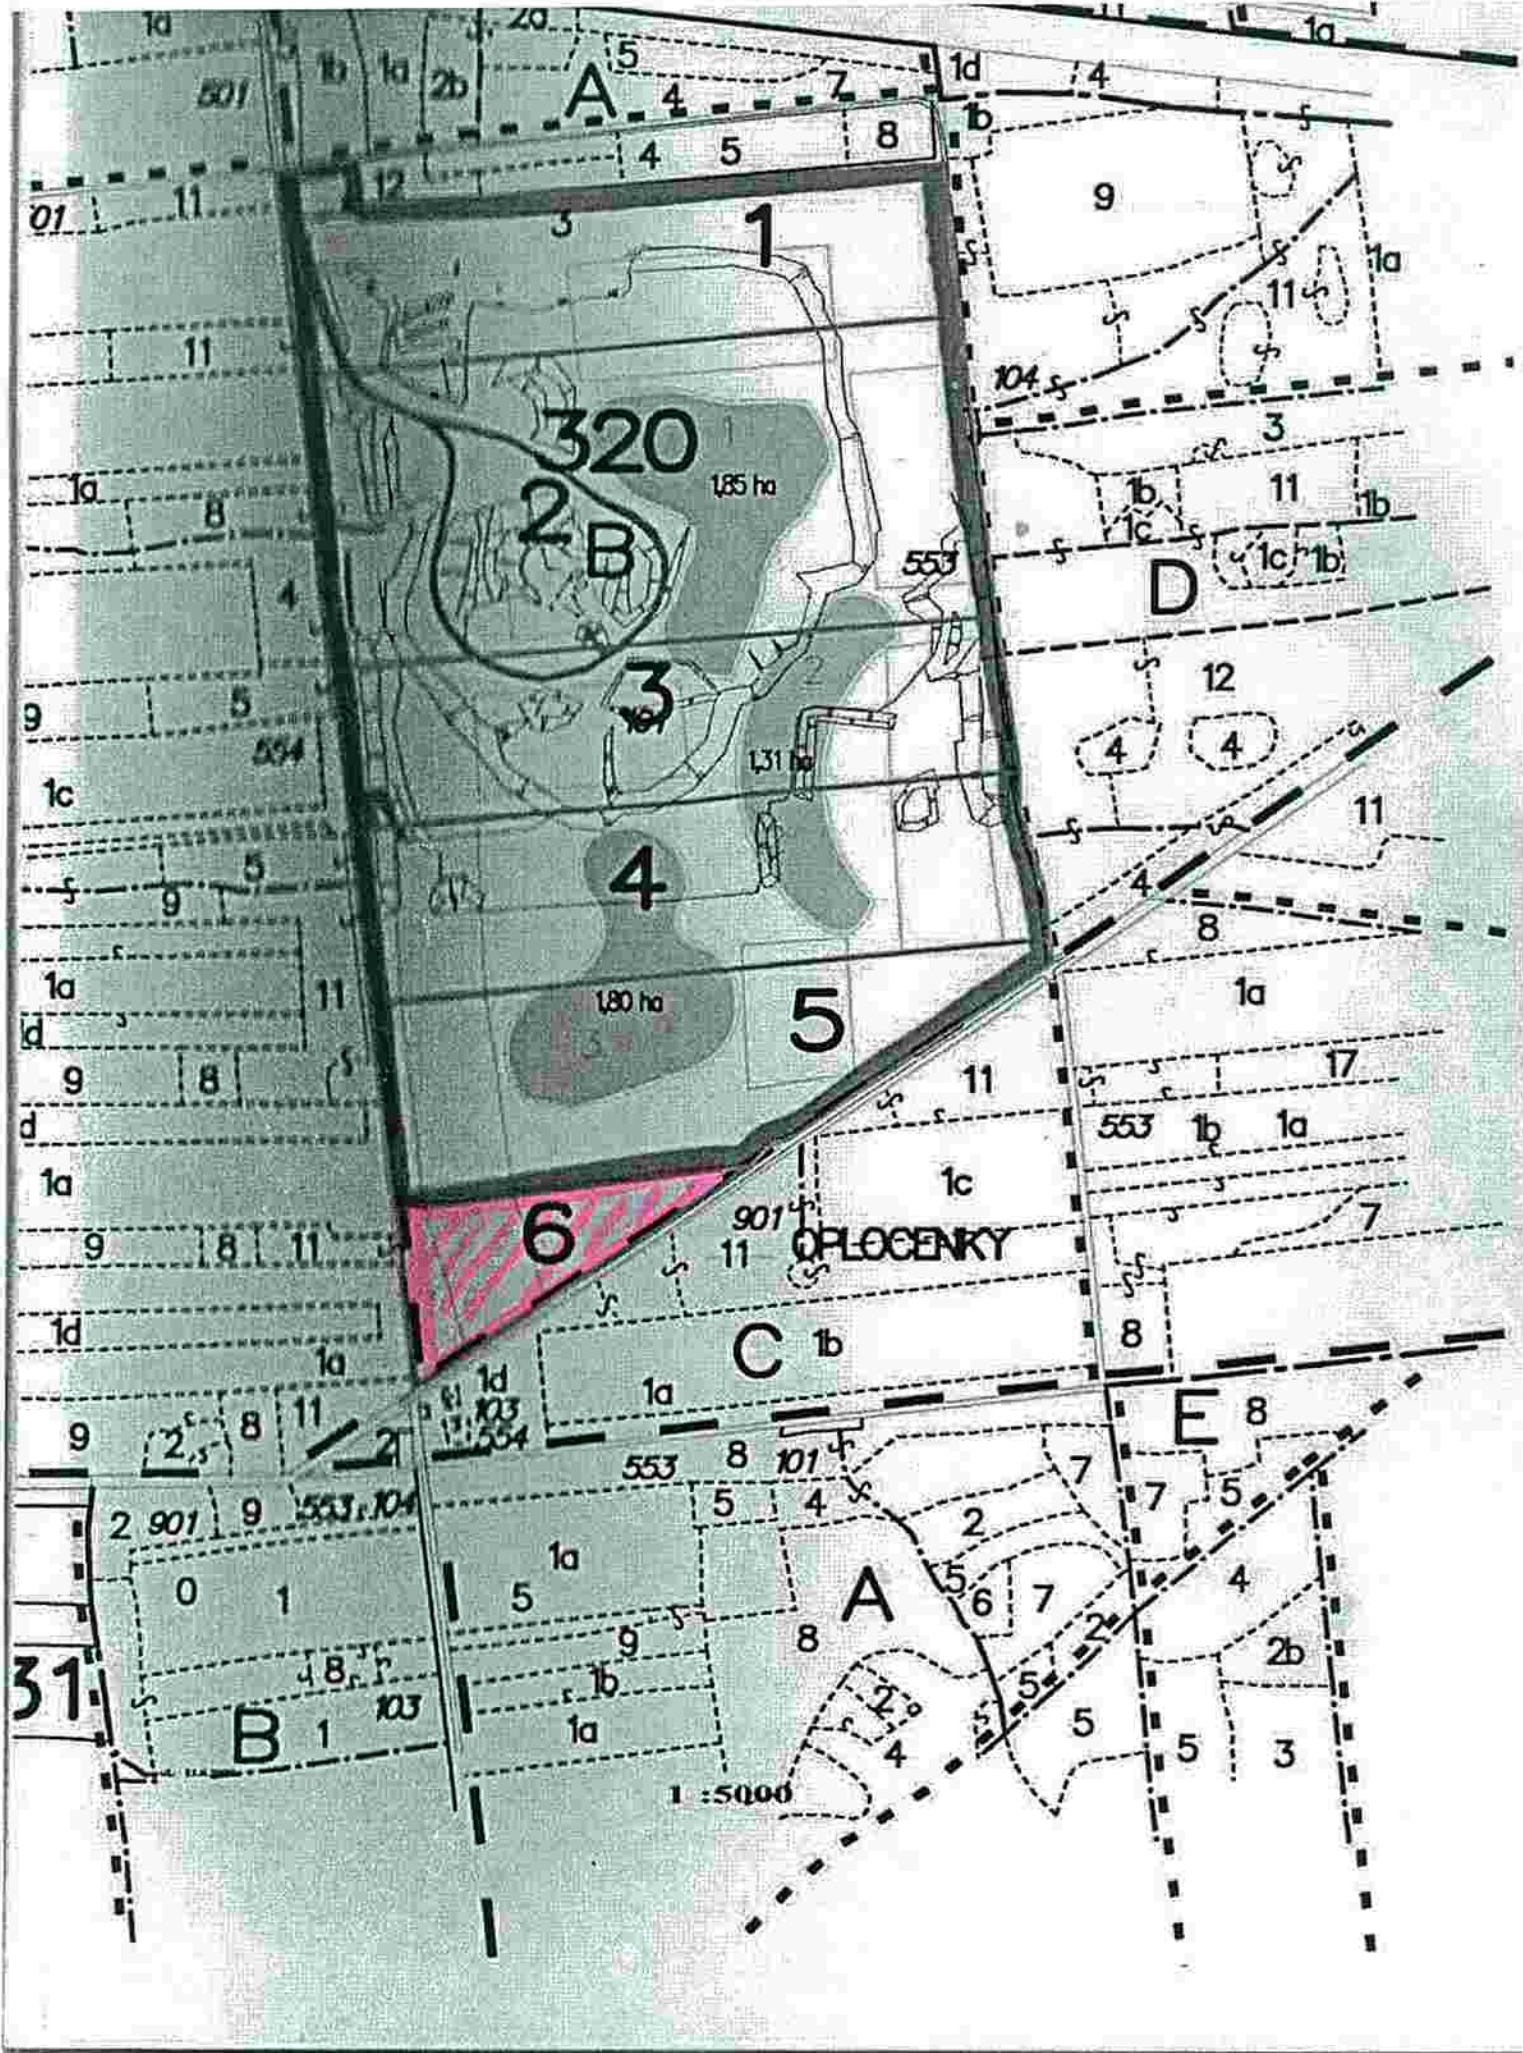 1a 2a 1a
5 1d
1b 1a 2b A 4 7 4
501
1b
4 5 8
12 9
01 11
3 1
1a
11
11
104
320 3
1
1,85 ha 1b 11 1b
1a 2
8 1c
B 1c 1b
553
4 D
2 12
3
9 5 101 4 4
554
1,31 ha
1c 11
5
9 4 4
8
1a 11 1,80 ha 1a
5
d
3
9 8 11 17
d 553 1b 1a
1a 1c
901 7
9 8 11 6 11 OPLOCENKY
1d C 1b 8
1a
1d 1a
9 2 8 11 103 E 8
2 554
553 8 101
7
2 901 9 553 104 5 4 7 5
2
1a
0 1 5 A 5 6 7 4
2
9 8
31 8 2b
1b 5
103 2
B 1 1a 5
4 5 3
1 :5000